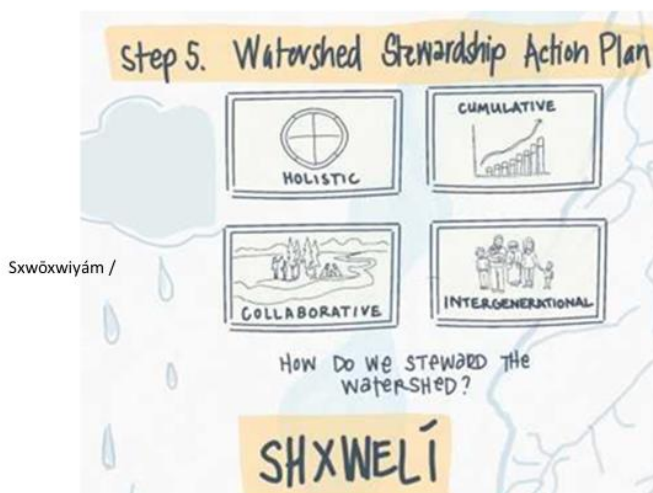 Step 5. Watershed Stewardship Action Plan
HOLISTIC
CUMULATIVE
Sxwōxwiyám /
COLLABORATIVE
INTERGENERATIONAL
HOW DO WE STEWARD THE
WATERSHED?
SHXWELÍ